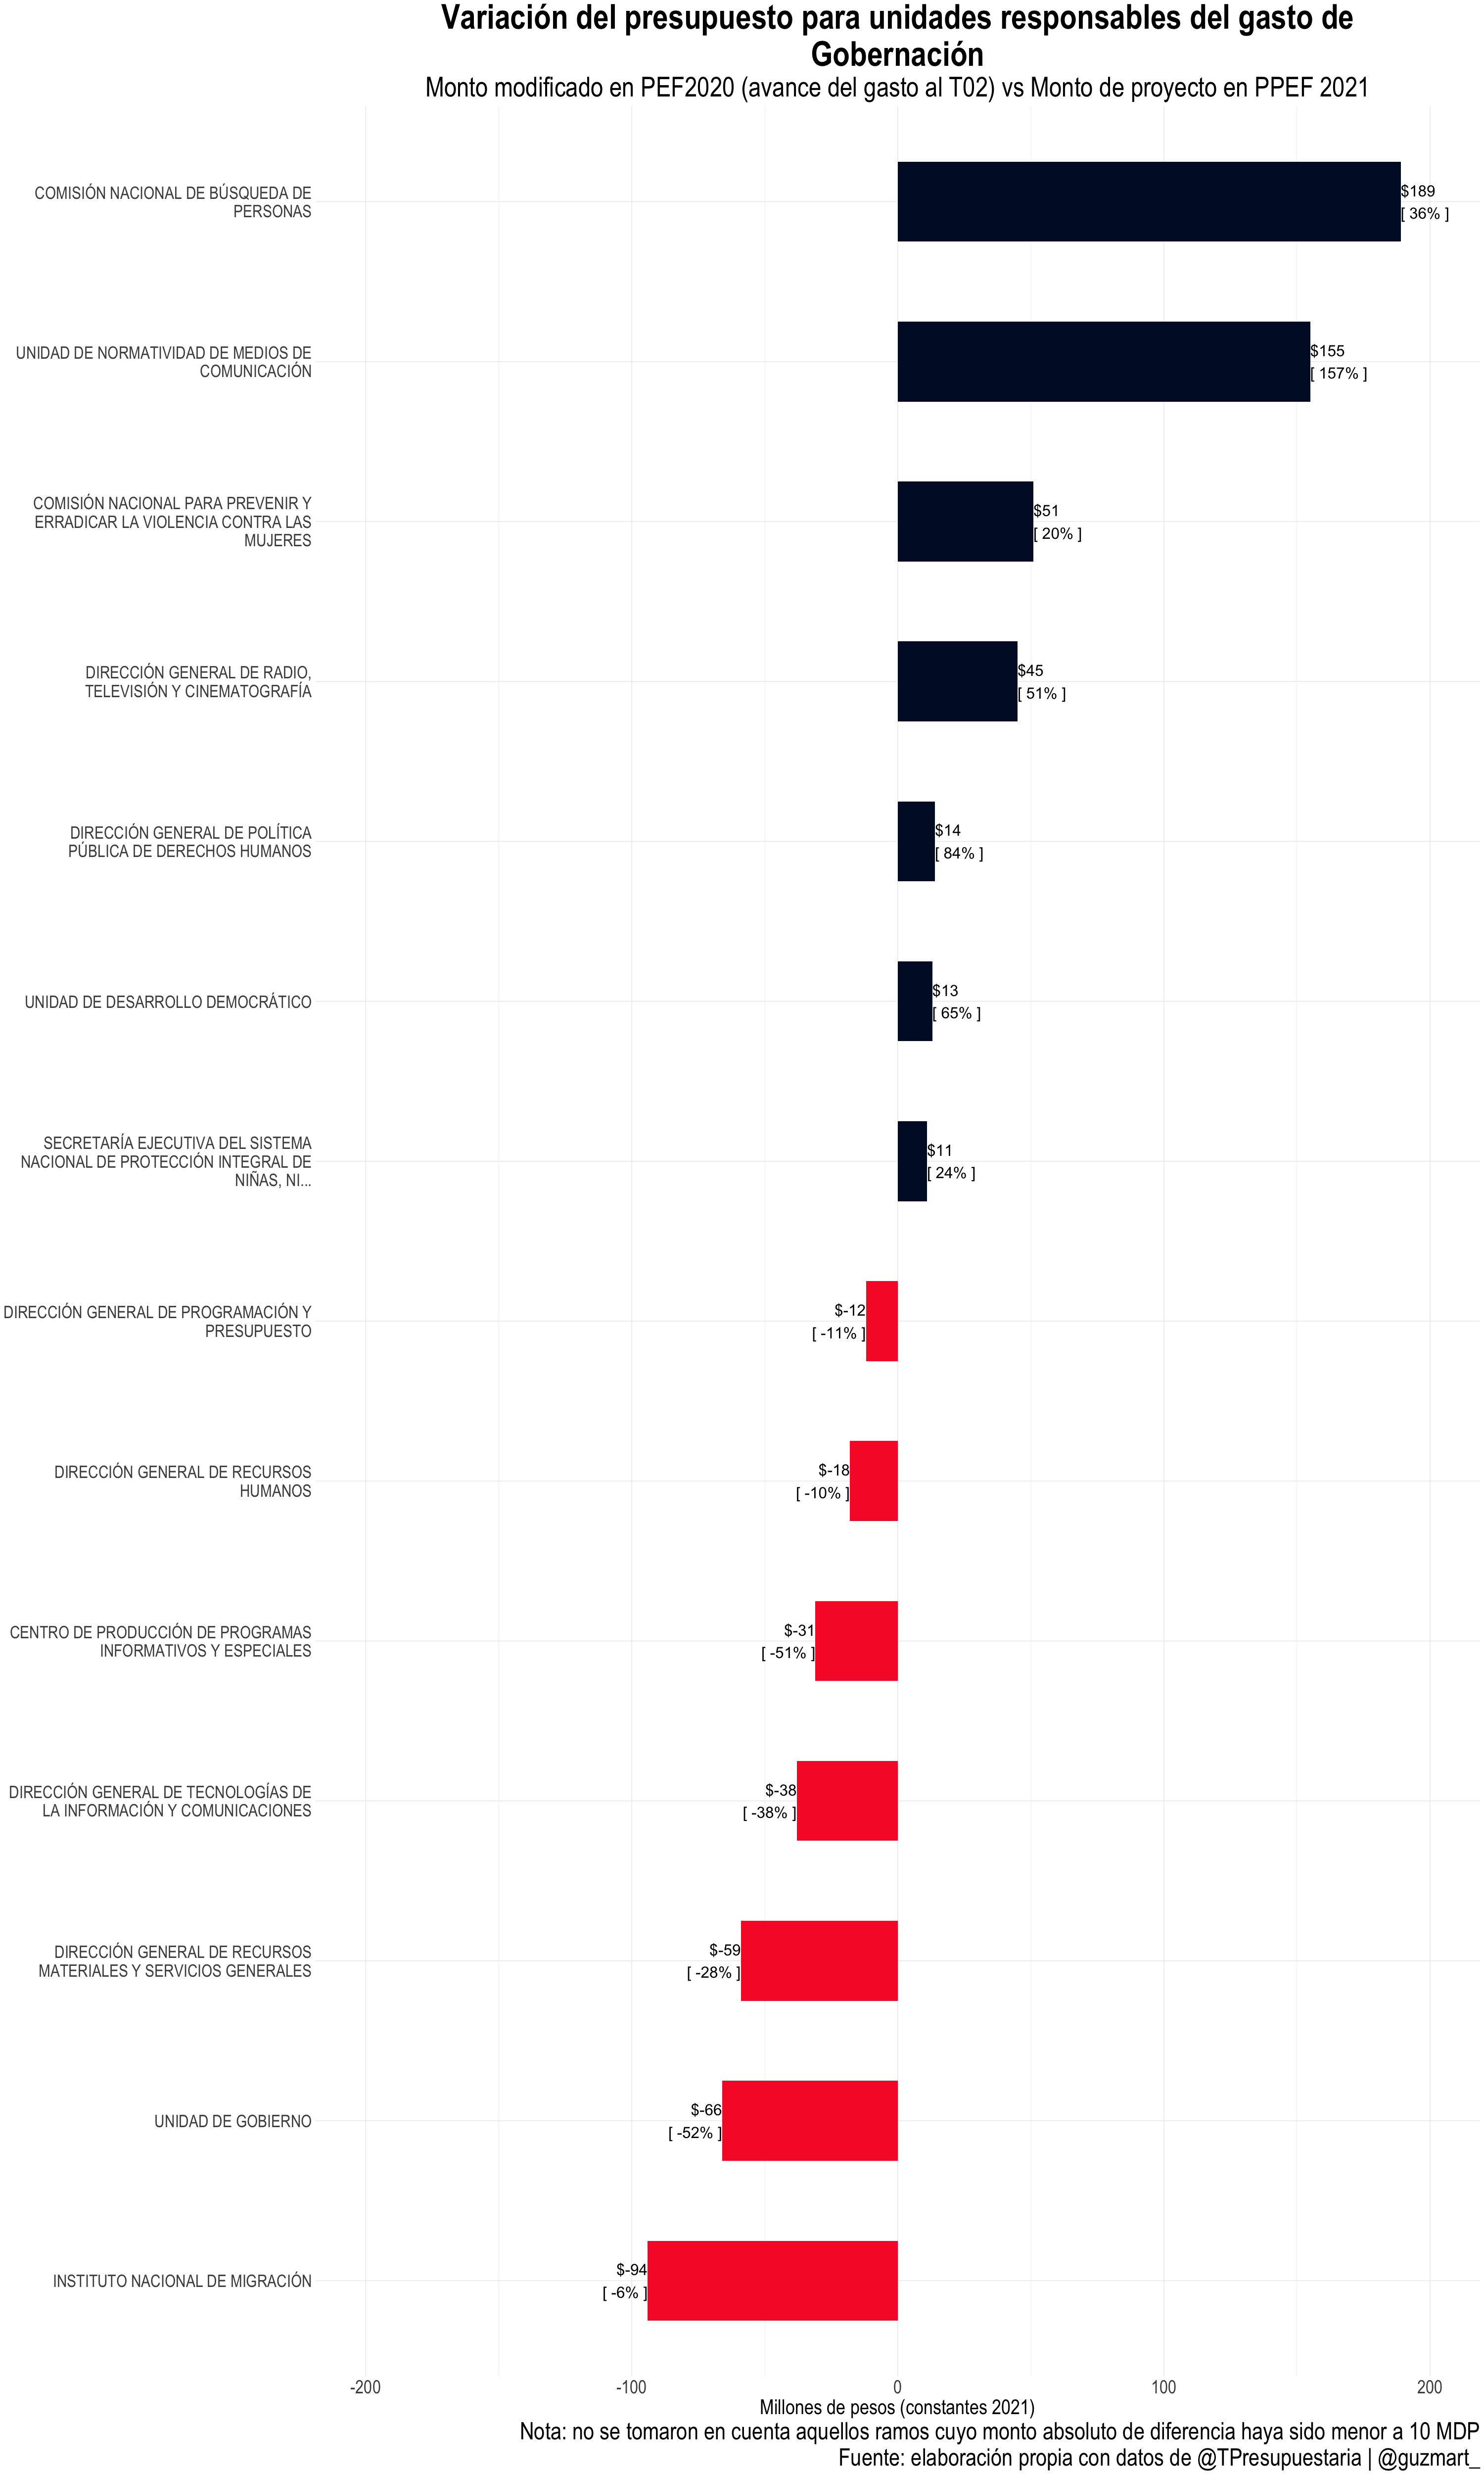 Variación del presupuesto para unidades responsables del gasto de
Gobernación
Monto modificado en PEF2020 (avance del gasto al T02) vs Monto de proyecto en PPEF 2021
COMISIÓN NACIONAL DE BÚSQUEDA DE
PERSONAS
$189
[ 36% ]
UNIDAD DE NORMATIVIDAD DE MEDIOS DE
COMUNICACIÓN
$155
[ 157% ]
COMISIÓN NACIONAL PARA PREVENIR Y
ERRADICAR LA VIOLENCIA CONTRA LAS
MUJERES
$51
[ 20% ]
DIRECCIÓN GENERAL DE RADIO,
TELEVISIÓN Y CINEMATOGRAFÍA
$45
[ 51% ]
DIRECCIÓN GENERAL DE POLÍTICA
PÚBLICA DE DERECHOS HUMANOS
$14
[ 84% ]
UNIDAD DE DESARROLLO DEMOCRÁTICO
$13
[ 65% ]
SECRETARÍA EJECUTIVA DEL SISTEMA
NACIONAL DE PROTECCIÓN INTEGRAL DE
NIÑAS, NI...
$11
[ 24% ]
DIRECCIÓN GENERAL DE PROGRAMACIÓN Y
PRESUPUESTO
$-12
[ -11% ]
DIRECCIÓN GENERAL DE RECURSOS
HUMANOS
$-18
[ -10% ]
CENTRO DE PRODUCCIÓN DE PROGRAMAS
INFORMATIVOS Y ESPECIALES
$-31
[ -51% ]
DIRECCIÓN GENERAL DE TECNOLOGÍAS DE
LA INFORMACIÓN Y COMUNICACIONES
$-38
[ -38% ]
DIRECCIÓN GENERAL DE RECURSOS
MATERIALES Y SERVICIOS GENERALES
$-59
[ -28% ]
UNIDAD DE GOBIERNO
$-66
[ -52% ]
INSTITUTO NACIONAL DE MIGRACIÓN
$-94
[ -6% ]
-200 -100 0 100 200
Millones de pesos (constantes 2021)
Nota: no se tomaron en cuenta aquellos ramos cuyo monto absoluto de diferencia haya sido menor a 10 MDP
Fuente: elaboración propia con datos de @TPresupuestaria | @guzmart_